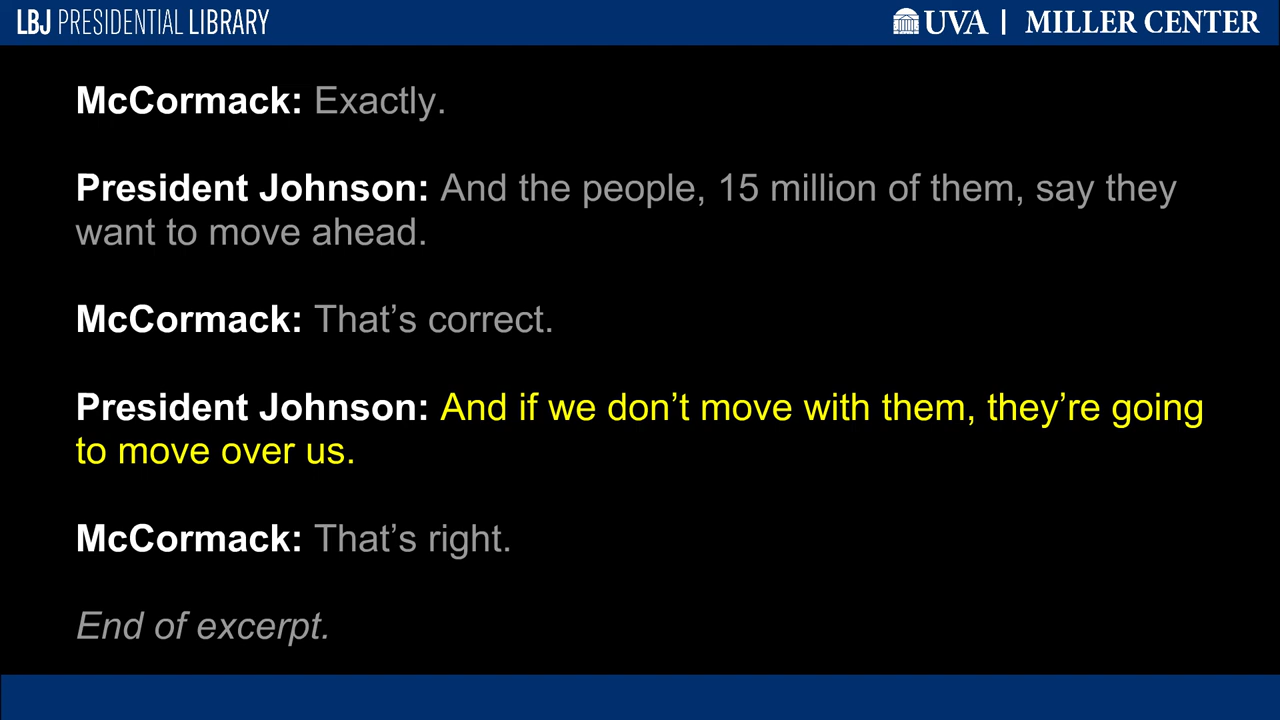 LBJ PRESIDENTIAL LIBRARY
UVA | MILLER CENTER
McCormack: Exactly.
President Johnson: And the people, 15 million of them, say they
want to move ahead.
McCormack: That’s correct.
President Johnson: And if we don’t move with them, they’re going
to move over us.
McCormack: That’s right.
End of excerpt.